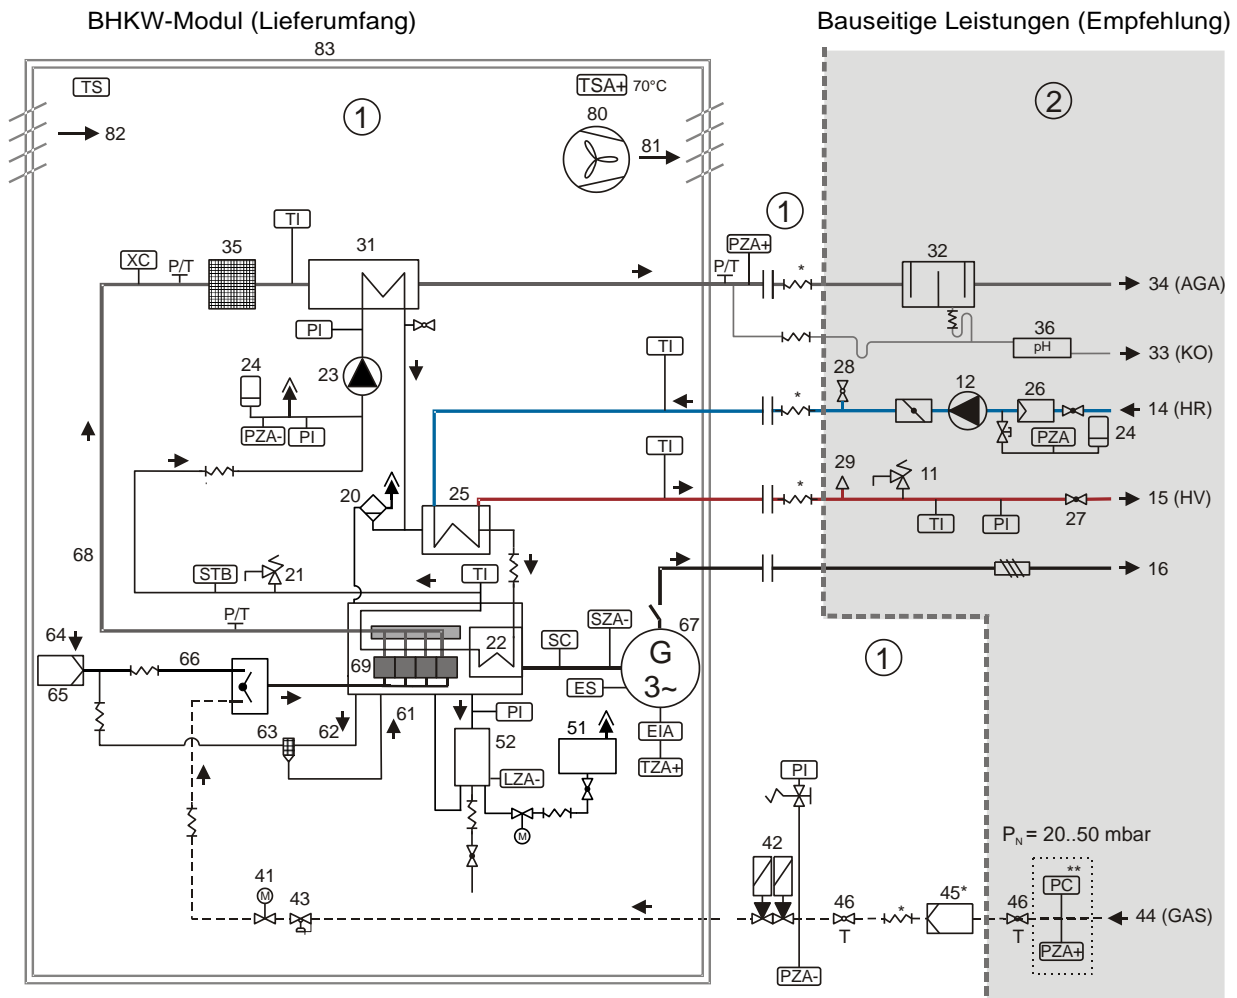 BHKW-Modul (Lieferumfang)
Bauseitige Leistungen (Empfehlung)
83
TS
TSA+ 70°C
1
2
80
82
81
1
PZA+
TI
35
31
XC
P/T
P/T
*
32
34 (AGA)
PI
36
pH
33 (KO)
TI
24
23
28
12
26
14 (HR)
*
PZA-
PI
PZA
24
TI
29
11
20
25
*
15 (HV)
TI
PI
27
68
STB
21
TI
16
P/T
SZA-
67
64
SC
G
3~
22
66
69
1
65
ES
61
PI
62
63
51
EIA
52
LZA-
TZA+
PI
M
P_N = 20..50 mbar
42
**
41
43
M
46
45*
46
PC
*
44 (GAS)
T
T
PZA+
PZA-